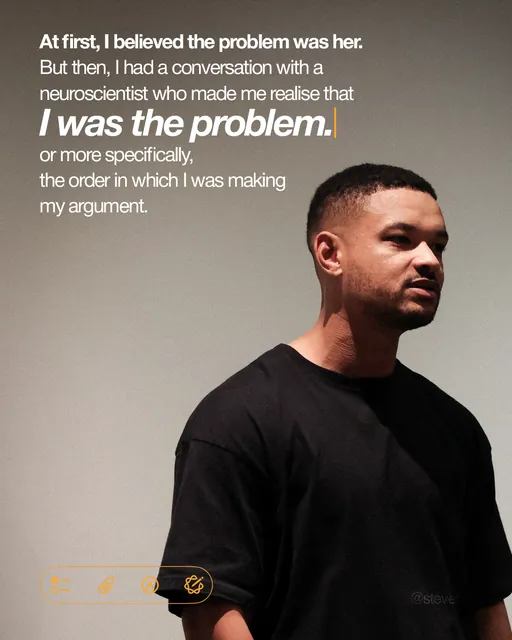 At first, I believed the problem was her.
But then, I had a conversation with a
neuroscientist who made me realise that
I was the problem.
or more specifically,
the order in which I was making
my argument.
@steve